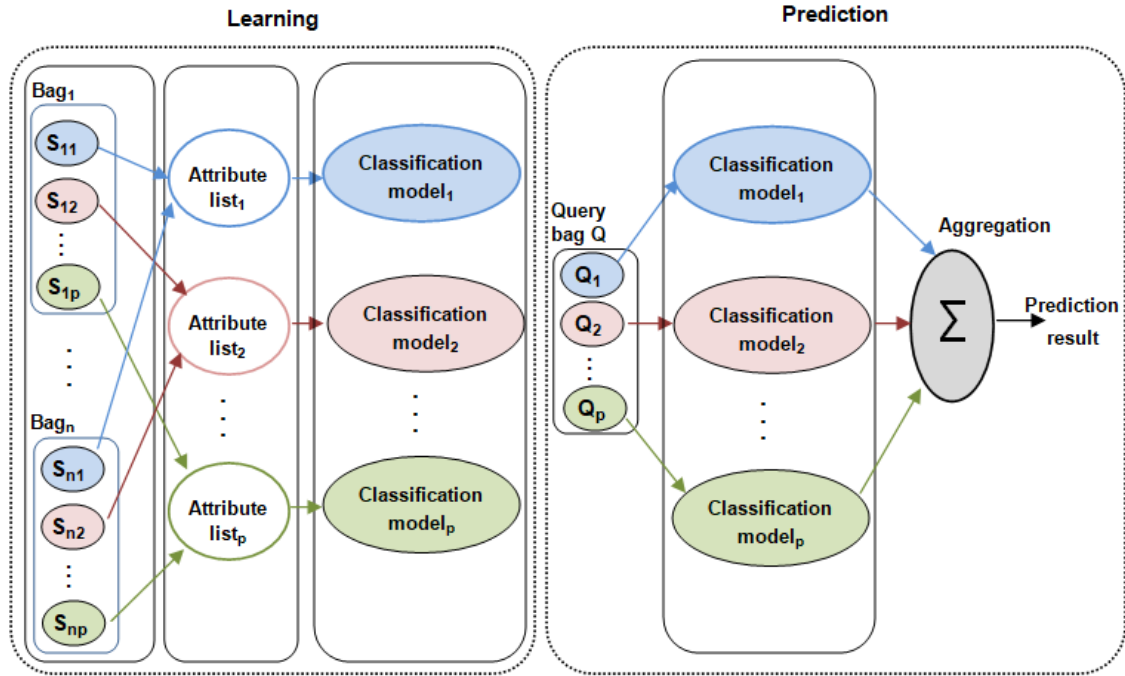 Learning
Bag₁
S₁₁
S₁₂
...
S₁ₚ
...
Bagₙ
Sₙ₁
Sₙ₂
...
Sₙₚ
Attribute
list₁
Attribute
list₂
...
Attribute
listₚ
Classification
model₁
Classification
model₂
...
Classification
modelₚ
Prediction
Query
bag Q
Q₁
Q₂
...
Qₚ
Classification
model₁
Classification
model₂
...
Classification
modelₚ
Aggregation
Σ
Prediction
result